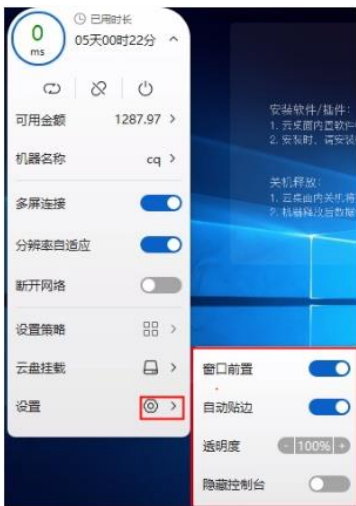 0
ms
已用时长
05天00时22分
可用金额 1287.97
机器名称 cq
多屏连接
分辨率自适应
断开网络
设置策略
云盘挂载
设置
安装软件/插件:
1. 云桌面内置软件
2. 安装时、请安装
关机释放:
1. 云桌面内关机将
2. 机器释放后数据
窗口前置
自动贴边
透明度 - 100% +
隐藏控制台